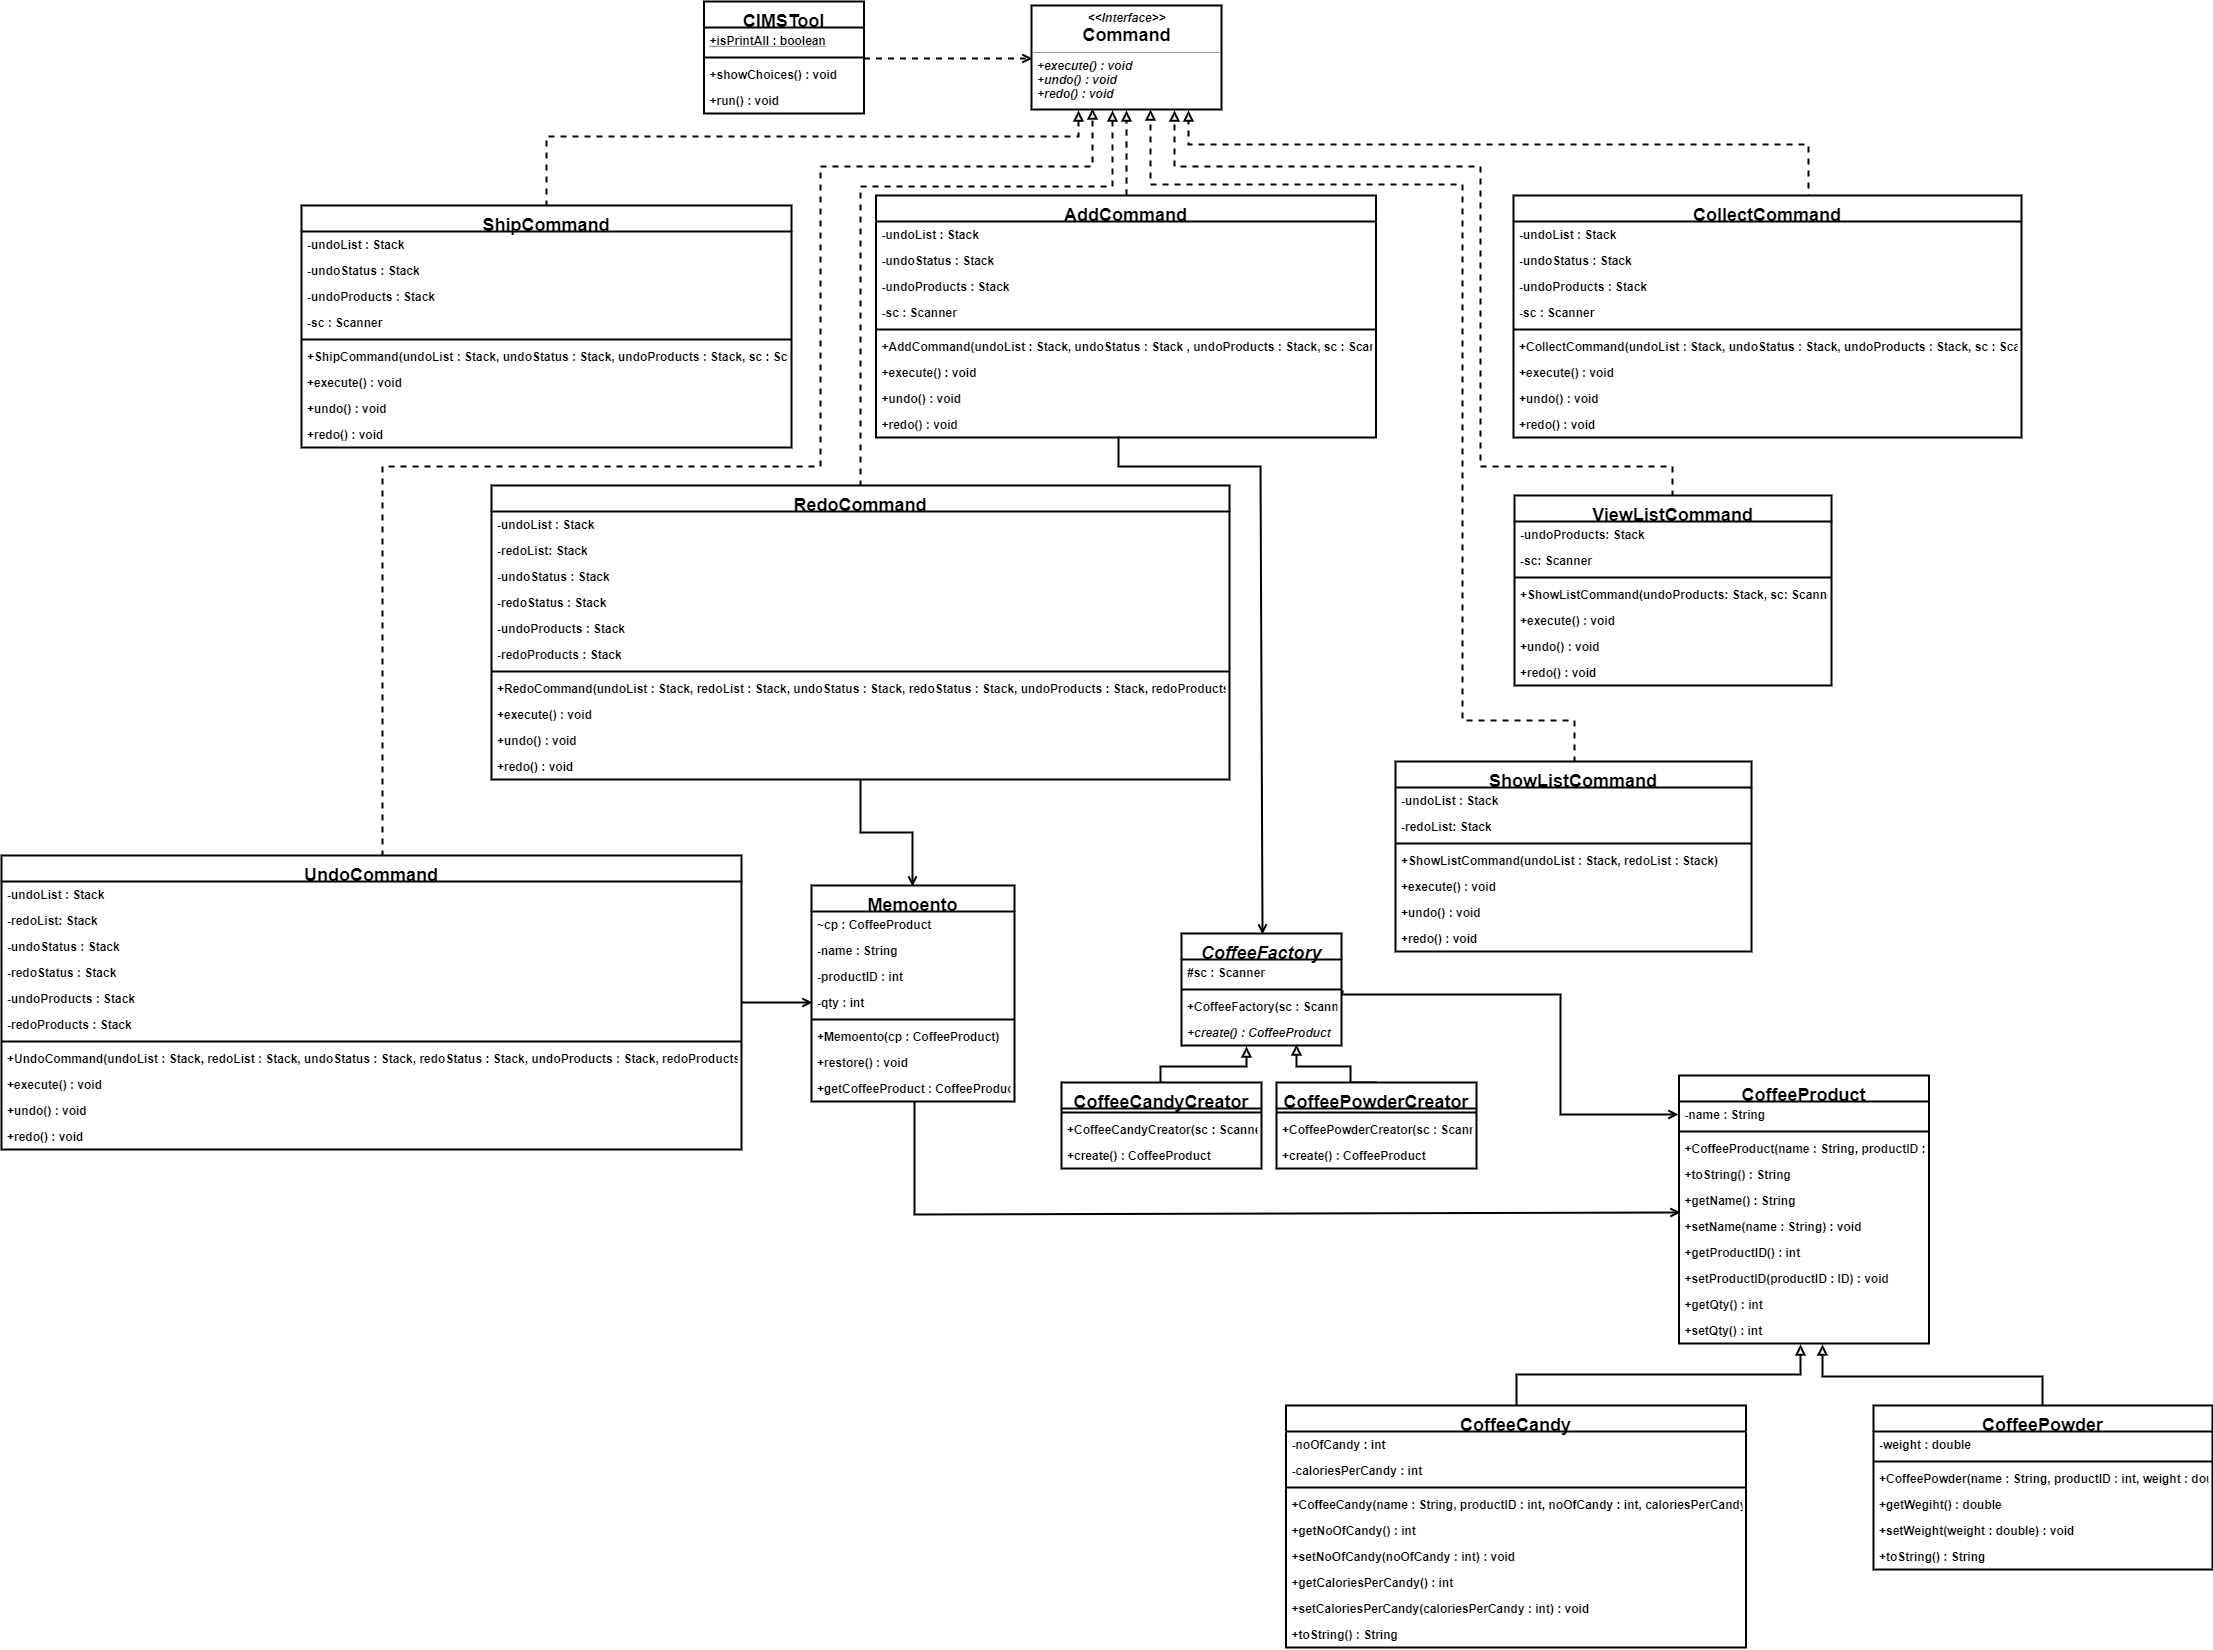 CIMSTool
+isPrintAll : boolean
+showChoices() : void
+run() : void
<<Interface>>
Command
+execute() : void
+undo() : void
+redo() : void
ShipCommand
-undoList : Stack
-undoStatus : Stack
-undoProducts : Stack
-sc : Scanner
+ShipCommand(undoList : Stack, undoStatus : Stack, undoProducts : Stack, sc : Sc
+execute() : void
+undo() : void
+redo() : void
AddCommand
-undoList : Stack
-undoStatus : Stack
-undoProducts : Stack
-sc : Scanner
+AddCommand(undoList : Stack, undoStatus : Stack , undoProducts : Stack, sc : Scan
+execute() : void
+undo() : void
+redo() : void
CollectCommand
-undoList : Stack
-undoStatus : Stack
-undoProducts : Stack
-sc : Scanner
+CollectCommand(undoList : Stack, undoStatus : Stack, undoProducts : Stack, sc : Sca
+execute() : void
+undo() : void
+redo() : void
RedoCommand
-undoList : Stack
-redoList: Stack
-undoStatus : Stack
-redoStatus : Stack
-undoProducts : Stack
-redoProducts : Stack
+RedoCommand(undoList : Stack, redoList : Stack, undoStatus : Stack, redoStatus : Stack, undoProducts : Stack, redoProducts
+execute() : void
+undo() : void
+redo() : void
ViewListCommand
-undoProducts: Stack
-sc: Scanner
+ShowListCommand(undoProducts: Stack, sc: Scann
+execute() : void
+undo() : void
+redo() : void
ShowListCommand
-undoList : Stack
-redoList: Stack
+ShowListCommand(undoList : Stack, redoList : Stack)
+execute() : void
+undo() : void
+redo() : void
UndoCommand
-undoList : Stack
-redoList: Stack
-undoStatus : Stack
-redoStatus : Stack
-undoProducts : Stack
-redoProducts : Stack
+UndoCommand(undoList : Stack, redoList : Stack, undoStatus : Stack, redoStatus : Stack, undoProducts : Stack, redoProducts
+execute() : void
+undo() : void
+redo() : void
Memoento
~cp : CoffeeProduct
-name : String
-productID : int
-qty : int
+Memoento(cp : CoffeeProduct)
+restore() : void
+getCoffeeProduct : CoffeeProduc
CoffeeFactory
#sc : Scanner
+CoffeeFactory(sc : Scann
+create() : CoffeeProduct
CoffeeCandyCreator
+CoffeeCandyCreator(sc : Scanne
+create() : CoffeeProduct
CoffeePowderCreator
+CoffeePowderCreator(sc : Scann
+create() : CoffeeProduct
CoffeeProduct
-name : String
+CoffeeProduct(name : String, productID :
+toString() : String
+getName() : String
+setName(name : String) : void
+getProductID() : int
+setProductID(productID : ID) : void
+getQty() : int
+setQty() : int
CoffeeCandy
-noOfCandy : int
-caloriesPerCandy : int
+CoffeeCandy(name : String, productID : int, noOfCandy : int, caloriesPerCandy
+getNoOfCandy() : int
+setNoOfCandy(noOfCandy : int) : void
+getCaloriesPerCandy() : int
+setCaloriesPerCandy(caloriesPerCandy : int) : void
+toString() : String
CoffeePowder
-weight : double
+CoffeePowder(name : String, productID : int, weight : dou
+getWegiht() : double
+setWeight(weight : double) : void
+toString() : String